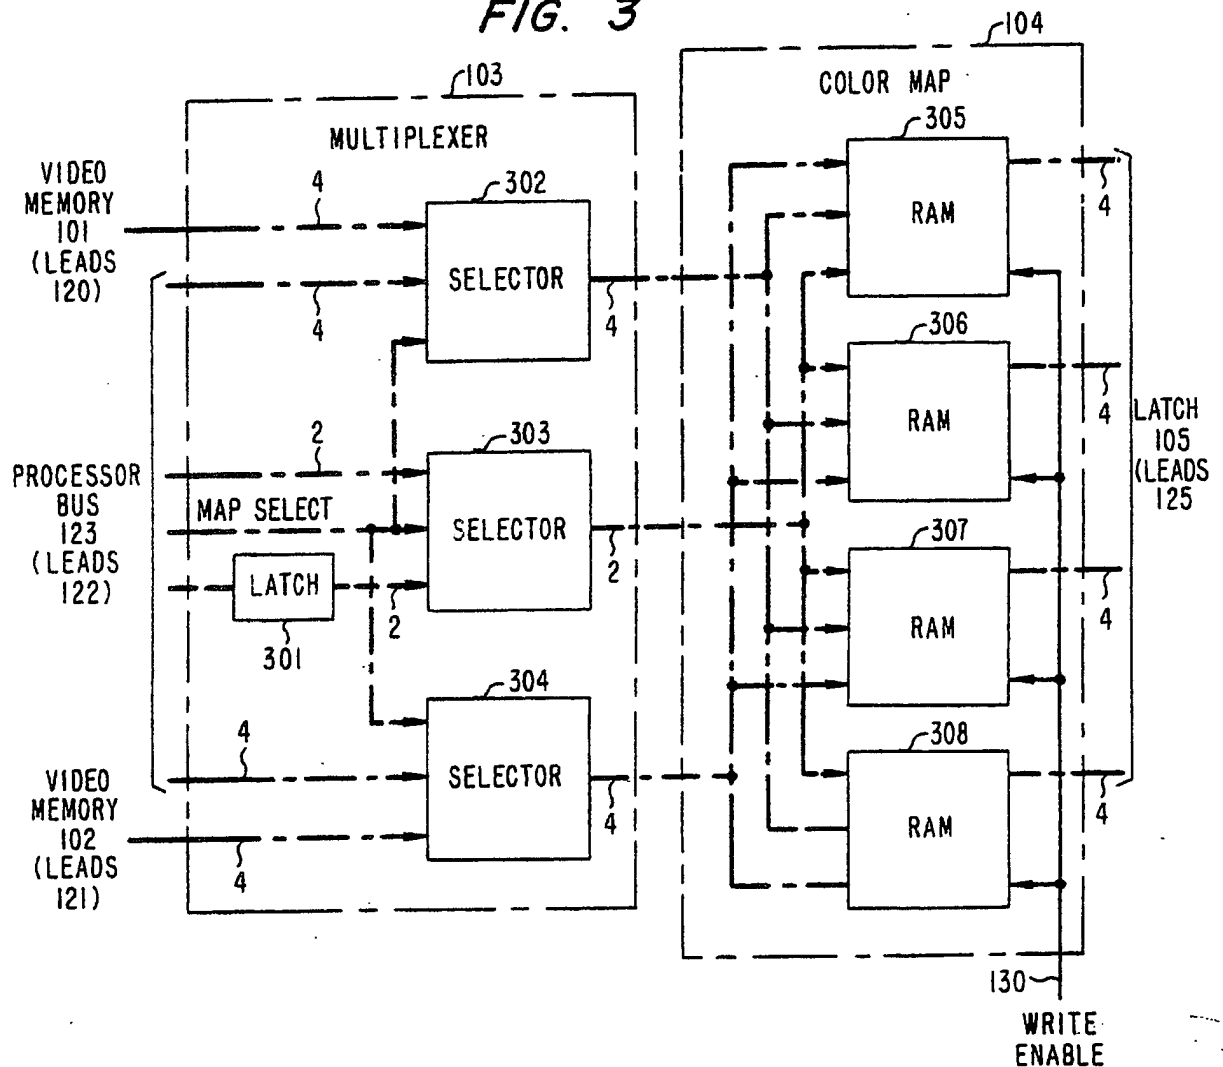 FIG. 3
103
MULTIPLEXER
104
COLOR MAP
VIDEO
MEMORY
101
(LEADS
120)
4
4
302
SELECTOR
4
PROCESSOR
BUS
123
(LEADS
122)
2
MAP SELECT
LATCH
301
2
303
SELECTOR
2
VIDEO
MEMORY
102
(LEADS
121)
4
4
304
SELECTOR
4
305
RAM
4
306
RAM
4
307
RAM
4
308
RAM
4
LATCH
105
(LEADS
125
130
WRITE
ENABLE